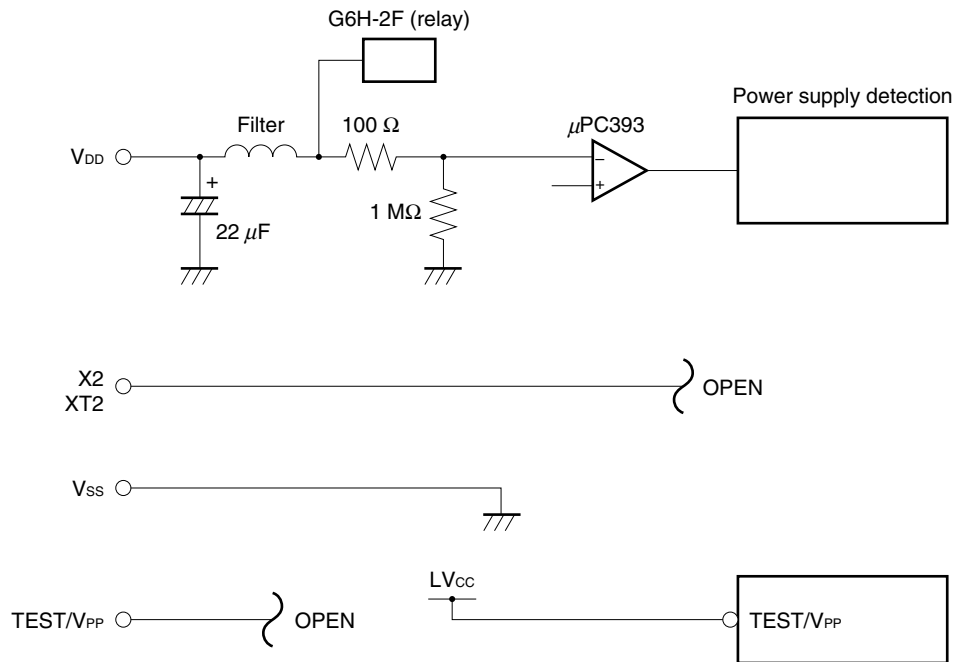 G6H-2F (relay)
Power supply detection
Filter
100 Ω
μPC393
VDD
+
−
+
1 MΩ
22 μF
X2
XT2
OPEN
VSS
LVCC
TEST/VPP
OPEN
TEST/VPP